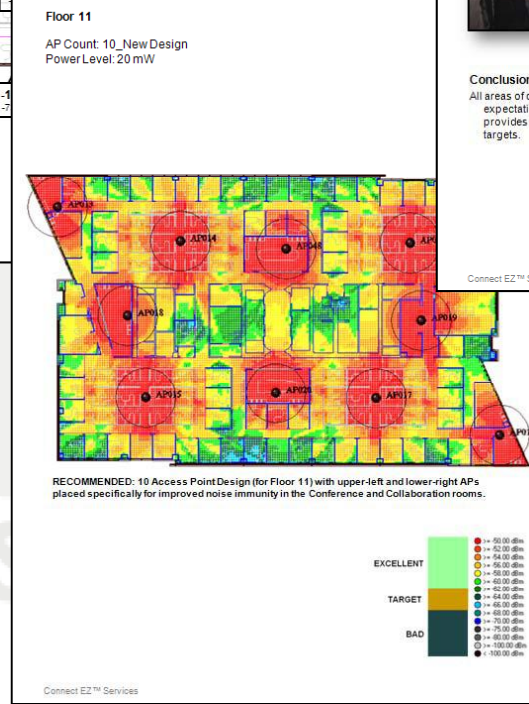 Floor 11
AP Count: 10_New Design
Power Level: 20 mW
Conclusion
All areas of
expectati
provides
targets.
Connect EZ™
AP013
AP014
AP018
AP019
AP015
AP017
RECOMMENDED: 10 Access Point Design (for Floor 11) with upper-left and lower-right APs
placed specifically for improved noise immunity in the Conference and Collaboration rooms.
EXCELLENT
TARGET
BAD
>= -50.00 dBm
>= -52.00 dBm
>= -54.00 dBm
>= -56.00 dBm
>= -58.00 dBm
>= -60.00 dBm
>= -62.00 dBm
>= -64.00 dBm
>= -66.00 dBm
>= -68.00 dBm
>= -70.00 dBm
>= -75.00 dBm
>= -80.00 dBm
>= -100.00 dBm
< -100.00 dBm
Connect EZ™ Services